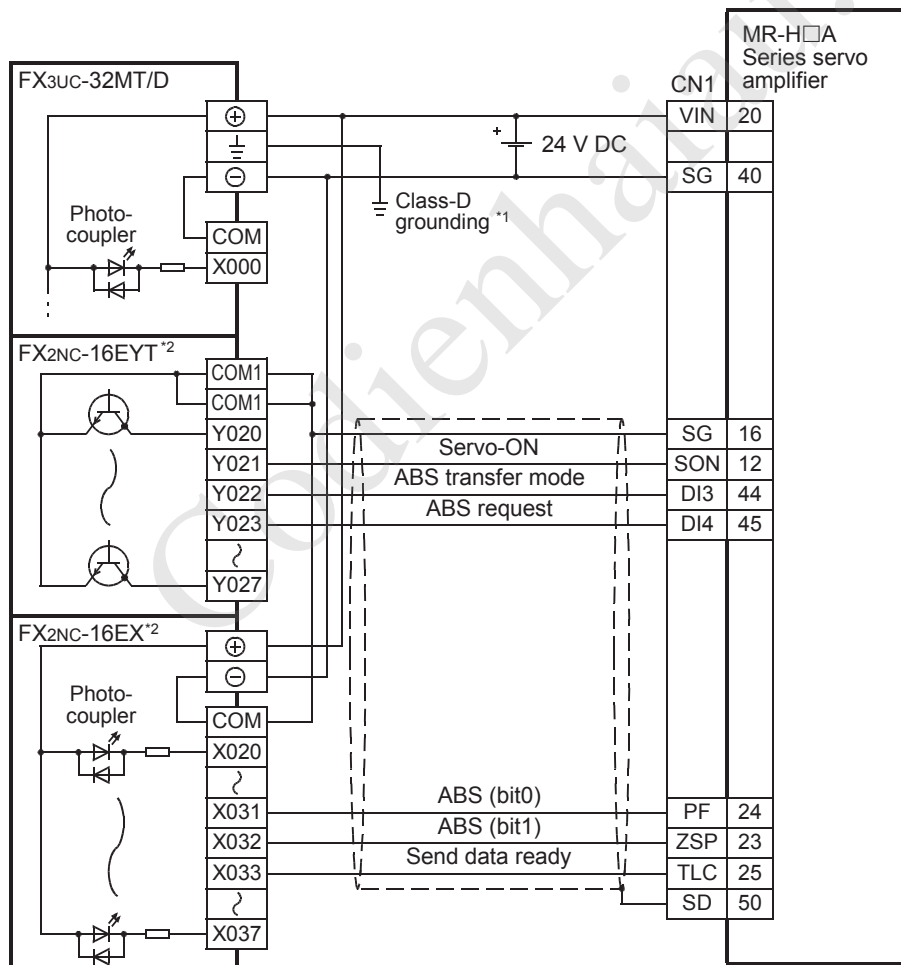 MR-H□A
Series servo
amplifier
CN1
FX3UC-32MT/D
⊕
⊖
COM
X000
Photo-
coupler
+
24 V DC
Class-D
grounding *1
VIN 20
SG 40
FX2NC-16EYT*2
COM1
COM1
Y020
Y021
Y022
Y023
Y027
Servo-ON
ABS transfer mode
ABS request
SG 16
SON 12
DI3 44
DI4 45
FX2NC-16EX*2
⊕
⊖
COM
X020
X031
X032
X033
X037
Photo-
coupler
ABS (bit0)
ABS (bit1)
Send data ready
PF 24
ZSP 23
TLC 25
SD 50
Codienhaiau.